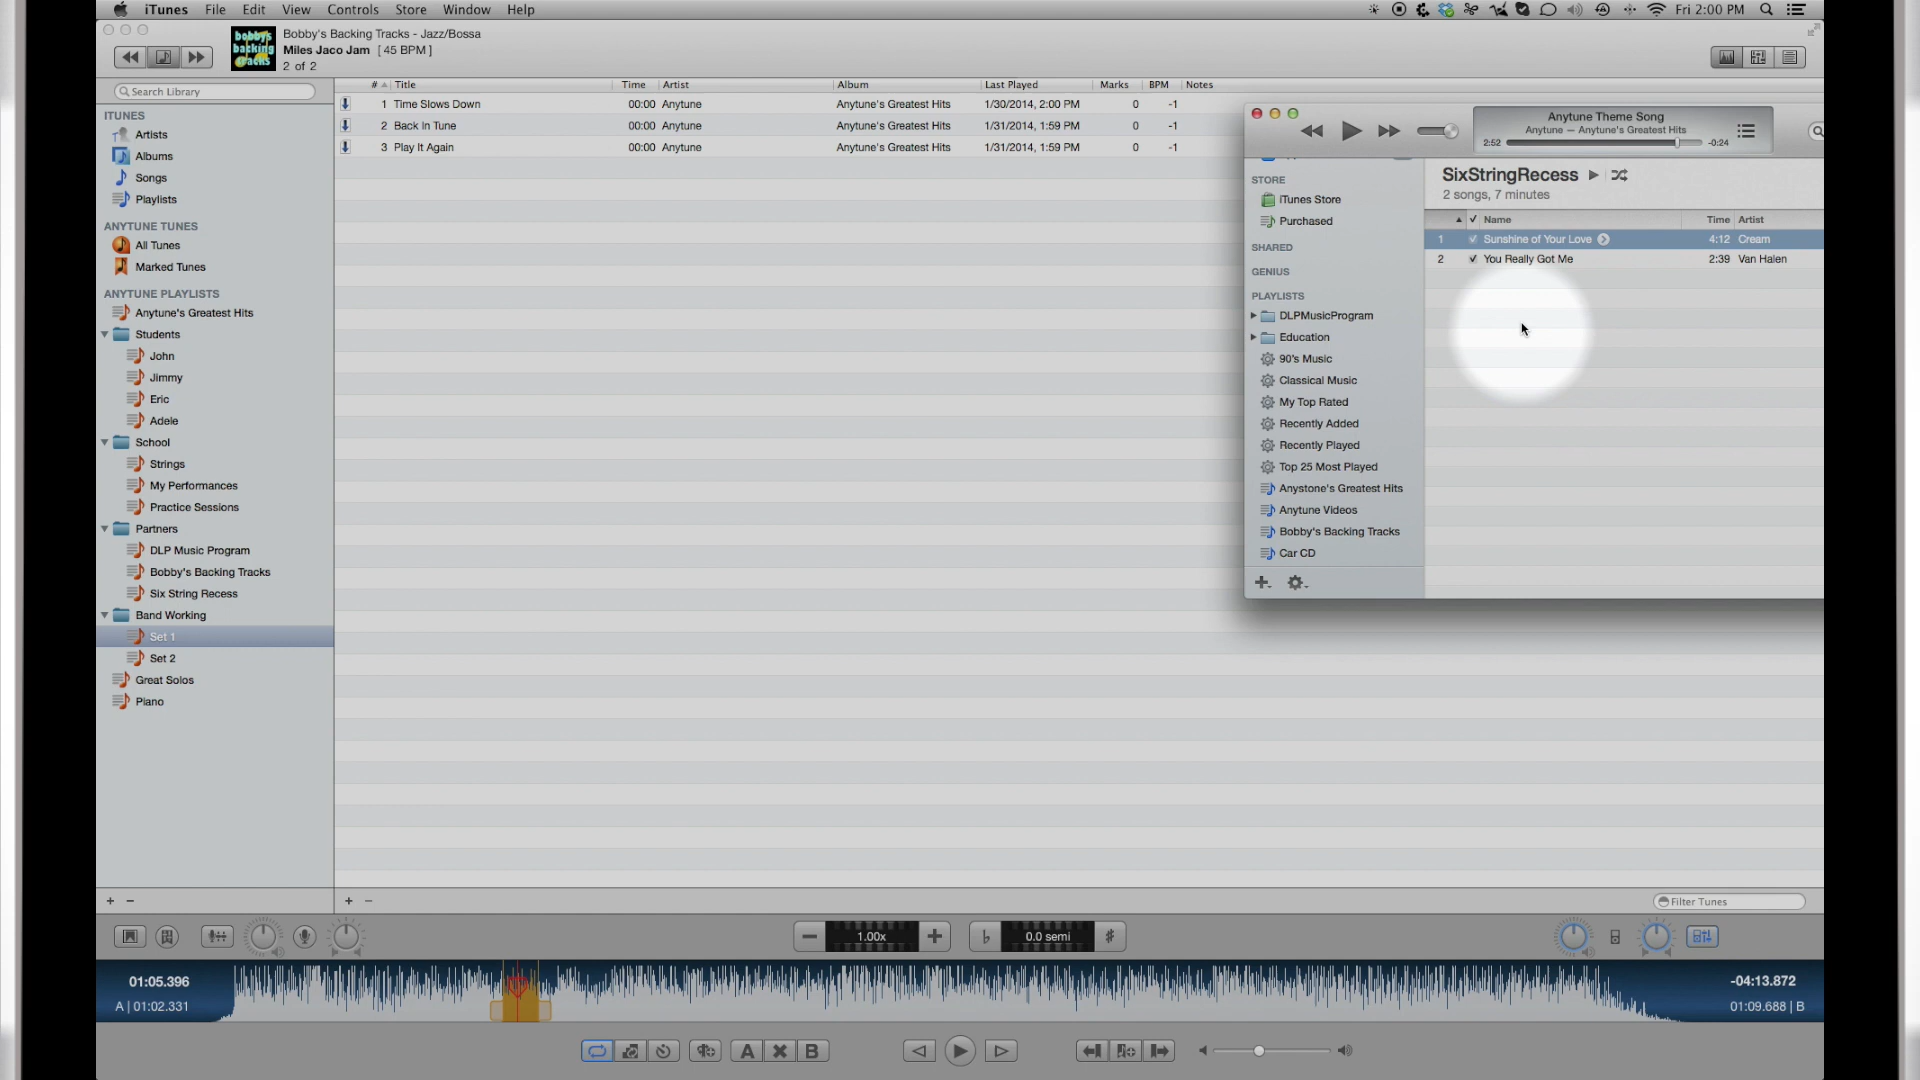 iTunes File Edit View Controls Store Window Help
Fri 2:00 PM
bobby's backing tracks
Bobby's Backing Tracks - Jazz/Bossa
Miles Jaco Jam [ 45 BPM ]
2 of 2
Search Library
# Title Time Artist Album Last Played Marks BPM Notes
1 Time Slows Down 00:00 Anytune Anytune's Greatest Hits 1/30/2014, 2:00 PM 0 -1
2 Back In Tune 00:00 Anytune Anytune's Greatest Hits 1/31/2014, 1:59 PM 0 -1
3 Play It Again 00:00 Anytune Anytune's Greatest Hits 1/31/2014, 1:59 PM 0 -1
ITUNES
Artists
Albums
Songs
Playlists
ANYTUNE TUNES
All Tunes
Marked Tunes
ANYTUNE PLAYLISTS
Anytune's Greatest Hits
Students
John
Jimmy
Eric
Adele
School
Strings
My Performances
Practice Sessions
Partners
DLP Music Program
Bobby's Backing Tracks
Six String Recess
Band Working
Set 1
Set 2
Great Solos
Piano
Anytune Theme Song
Anytune — Anytune's Greatest Hits
2:52 -0:24
STORE
iTunes Store
Purchased
SHARED
GENIUS
PLAYLISTS
DLPMusicProgram
Education
90's Music
Classical Music
My Top Rated
Recently Added
Recently Played
Top 25 Most Played
Anystone's Greatest Hits
Anytune Videos
Bobby's Backing Tracks
Car CD
SixStringRecess
2 songs, 7 minutes
Name Time Artist
1 Sunshine of Your Love 4:12 Cream
2 You Really Got Me 2:39 Van Halen
+ - + -
Filter Tunes
1.00x
0.0 semi
01:05.396
A | 01:02.331
-04:13.872
01:09.688 | B
A B